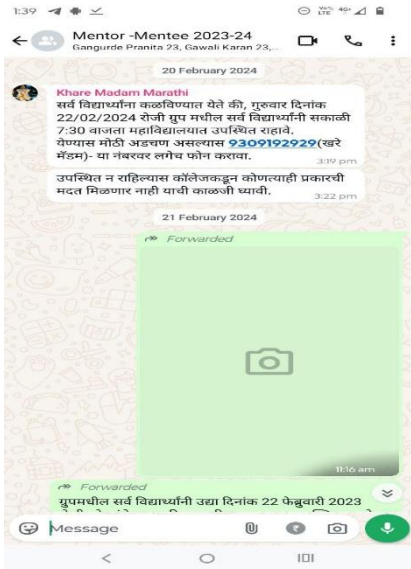 1:39
Vo)) LTE 4G+
Mentor -Mentee 2023-24
Gangurde Pranita 23, Gawali Karan 23,...
20 February 2024
Khare Madam Marathi
सर्व विद्यार्थ्यांना कळविण्यात येते की, गुरुवार दिनांक
22/02/2024 रोजी ग्रुप मधील सर्व विद्यार्थ्यांनी सकाळी
7:30 वाजता महाविद्यालयात उपस्थित राहावे.
येण्यास मोठी अडचण असल्यास 9309192929(खरे
मॅडम)- या नंबरवर लगेच फोन करावा.
3:19 pm
उपस्थित न राहिल्यास कॉलेजकडून कोणत्याही प्रकारची
मदत मिळणार नाही याची काळजी घ्यावी.
3:22 pm
21 February 2024
Forwarded
11:16 am
Forwarded
ग्रुपमधील सर्व विद्यार्थ्यांनी उद्या दिनांक 22 फेब्रुवारी 2023
Message